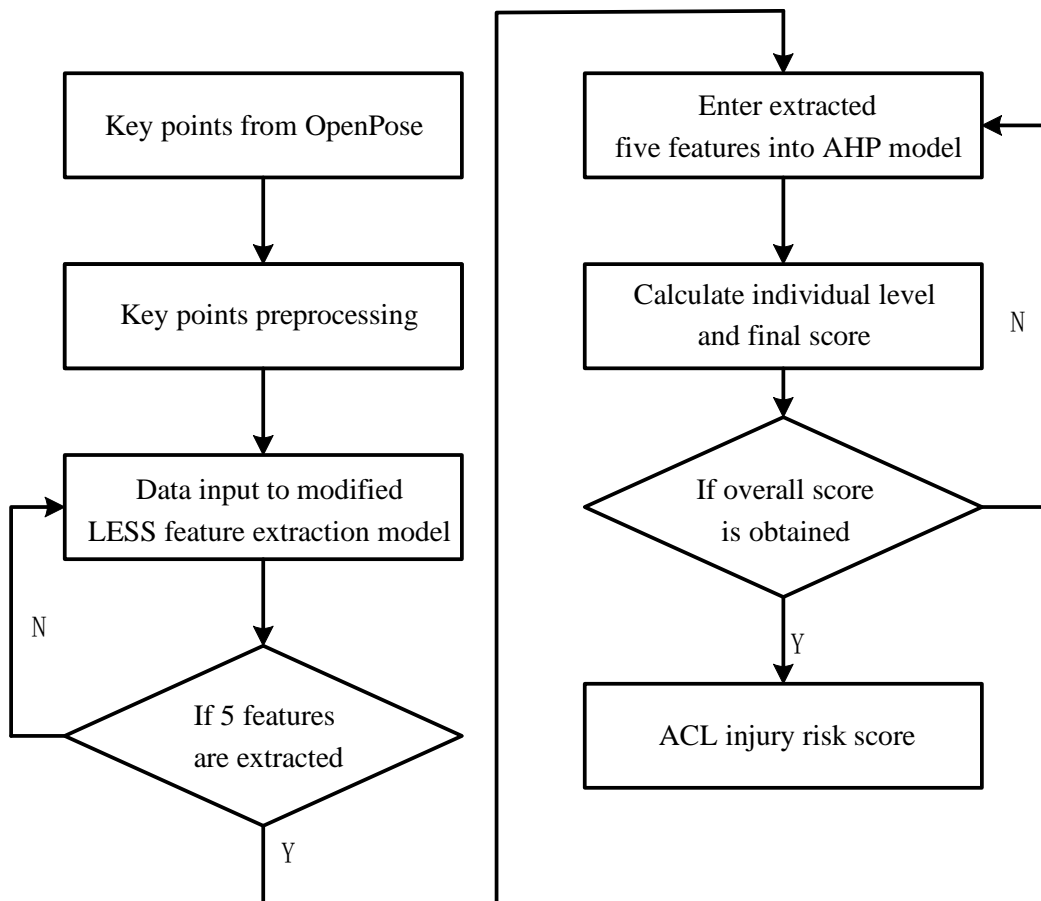 Key points from OpenPose
Key points preprocessing
Data input to modified
LESS feature extraction model
N
If 5 features
are extracted
Y
Enter extracted
five features into AHP model
Calculate individual level
and final score
N
If overall score
is obtained
Y
ACL injury risk score